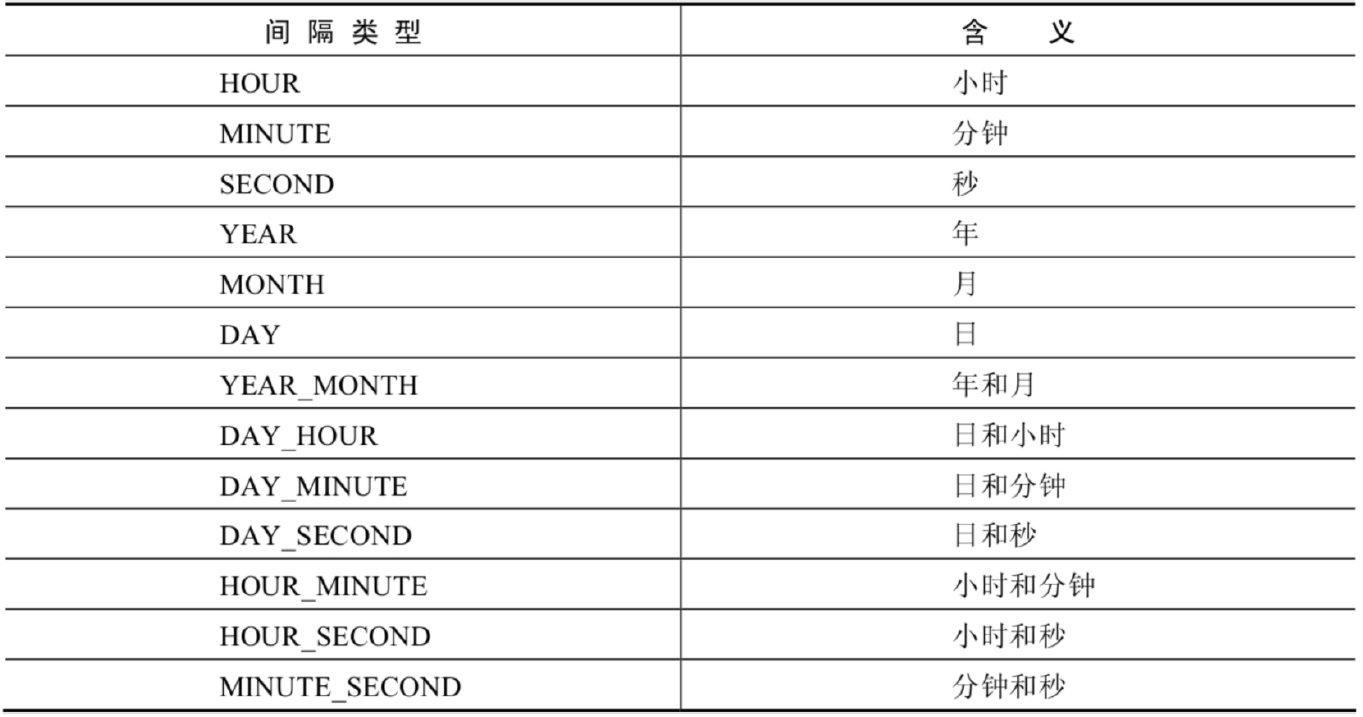 间隔类型 含义
HOUR 小时
MINUTE 分钟
SECOND 秒
YEAR 年
MONTH 月
DAY 日
YEAR_MONTH 年和月
DAY_HOUR 日和小时
DAY_MINUTE 日和分钟
DAY_SECOND 日和秒
HOUR_MINUTE 小时和分钟
HOUR_SECOND 小时和秒
MINUTE_SECOND 分钟和秒